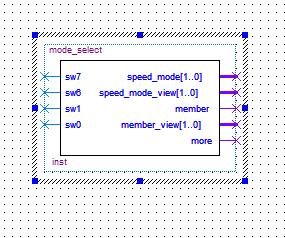 mode_select
sw7 speed_mode[1..0]
sw6 speed_mode_view[1..0]
sw1 member
sw0 member_view[1..0]
more
inst